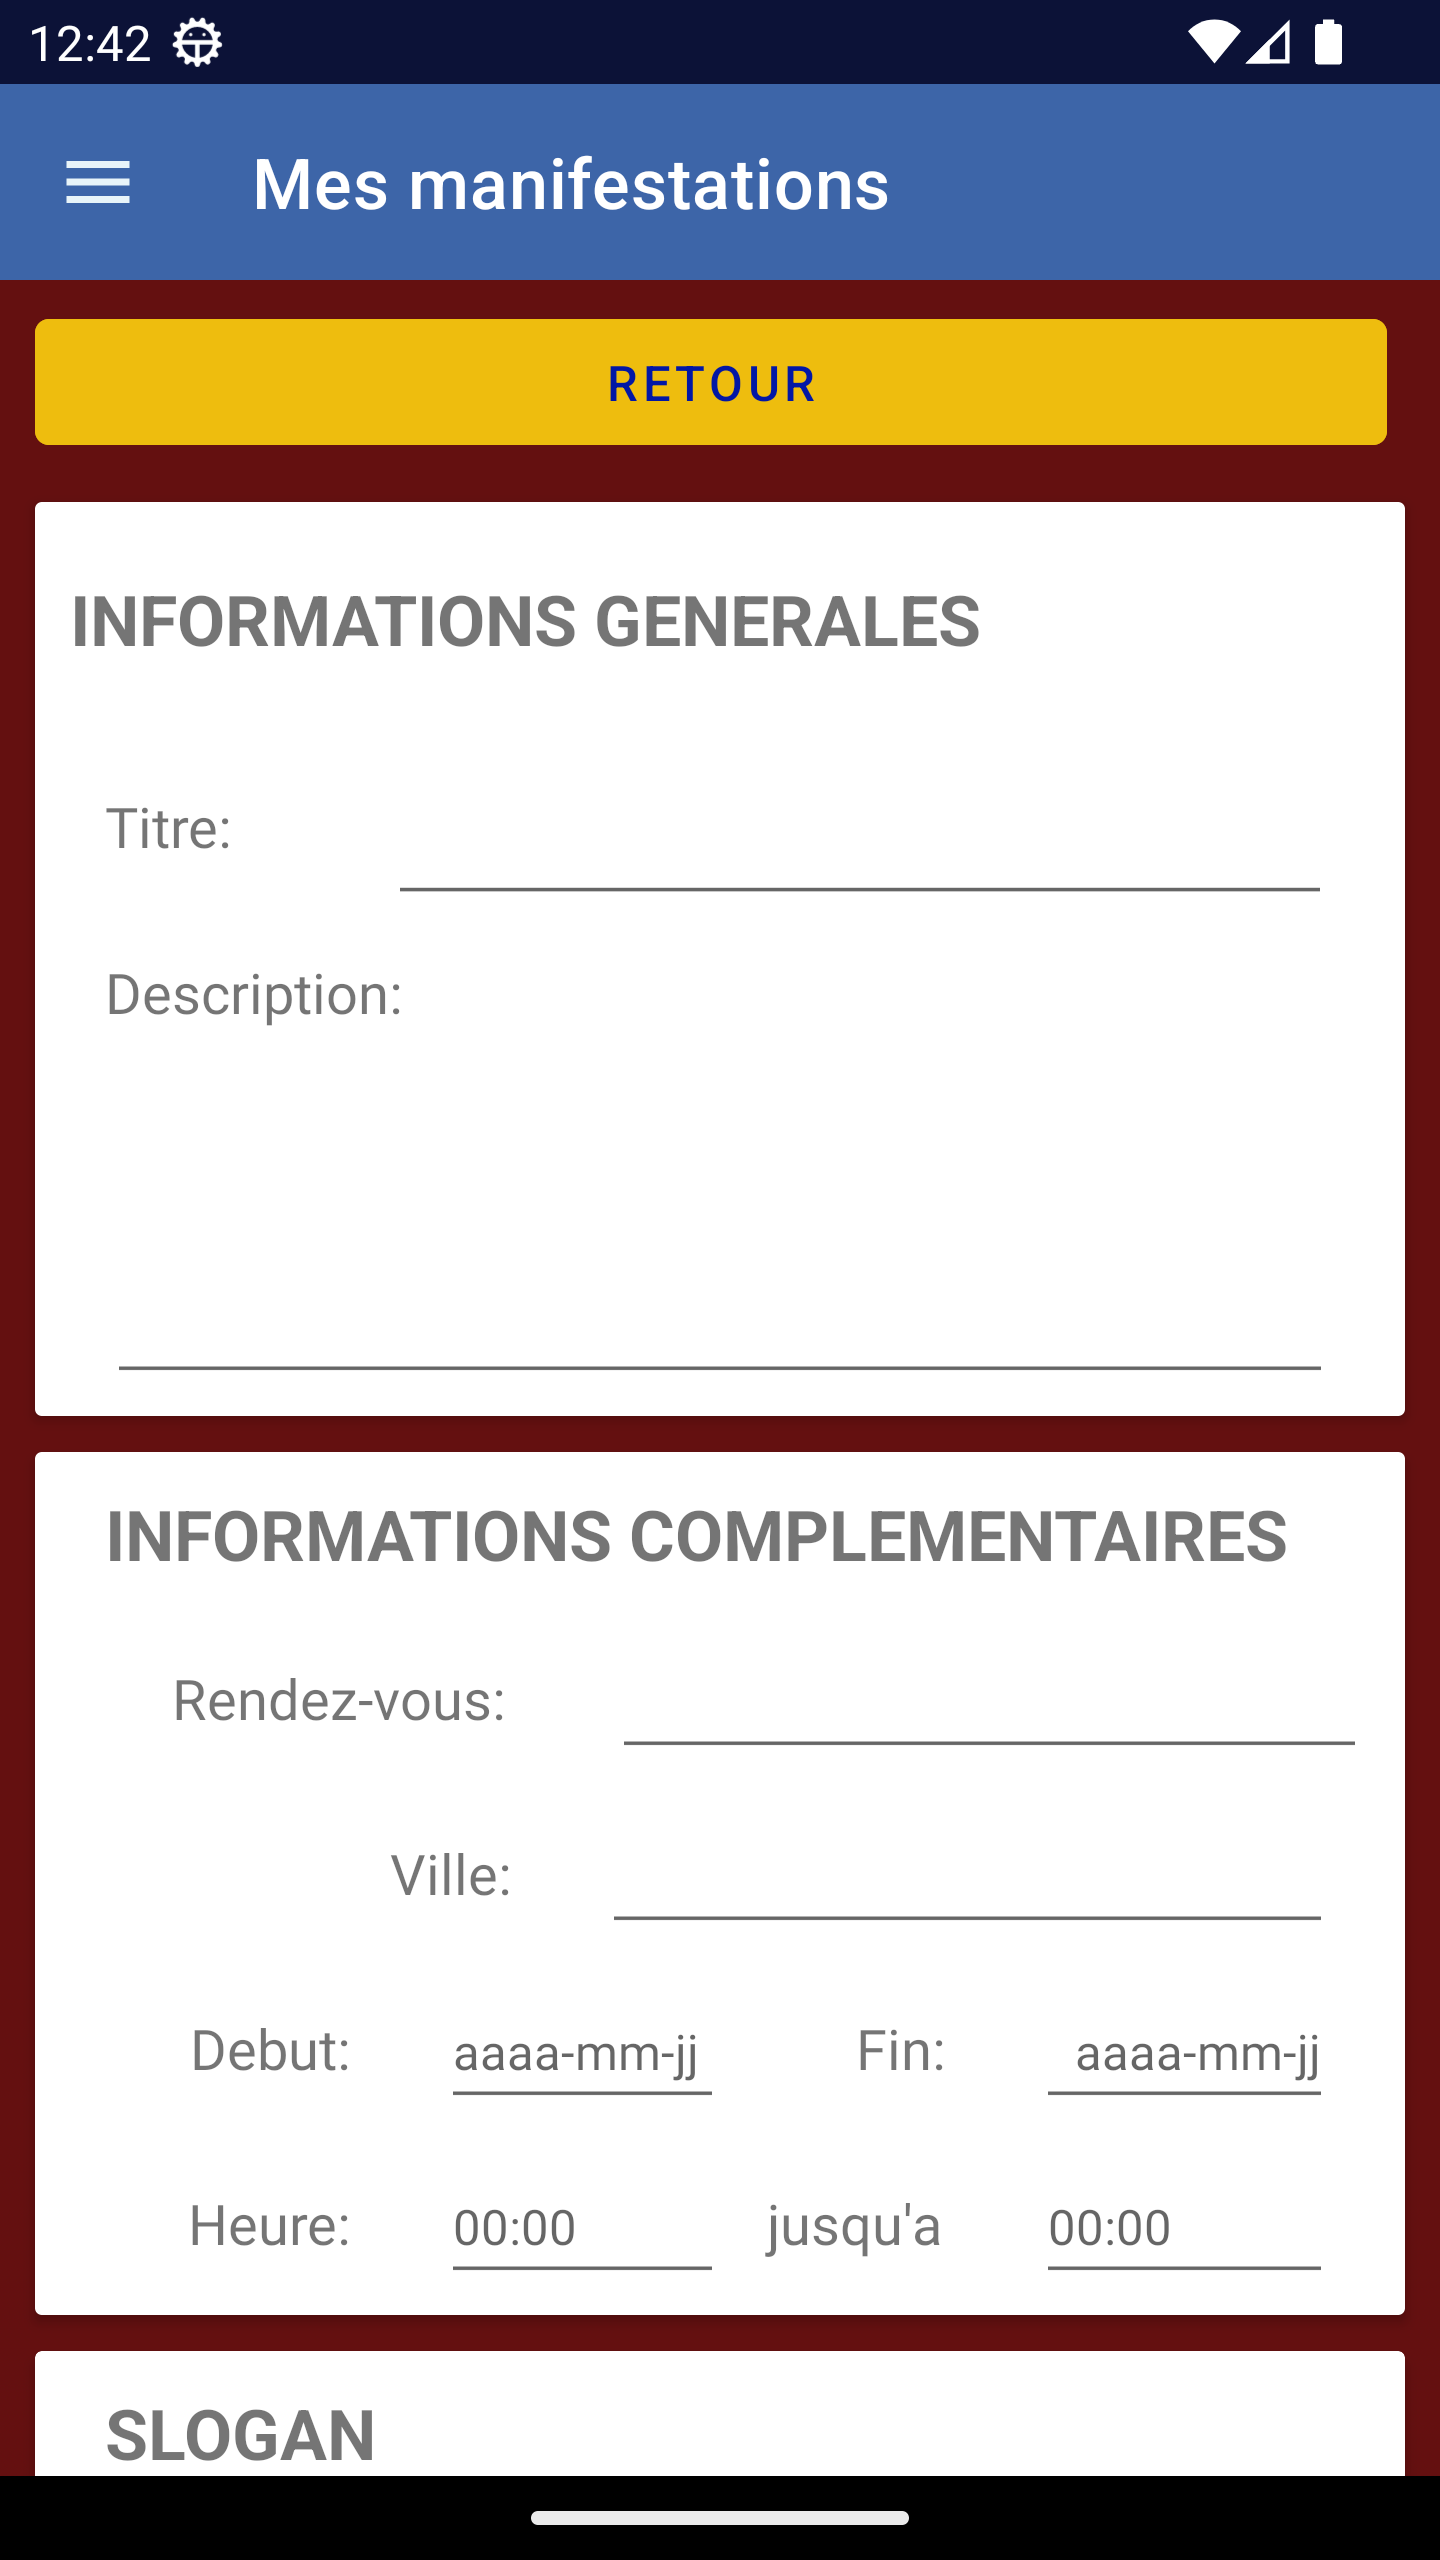 12:42
Mes manifestations
RETOUR
INFORMATIONS GENERALES
Titre:
Description:
INFORMATIONS COMPLEMENTAIRES
Rendez-vous:
Ville:
Debut: aaaa-mm-jj Fin: aaaa-mm-jj
Heure: 00:00 jusqu'a 00:00
SLOGAN